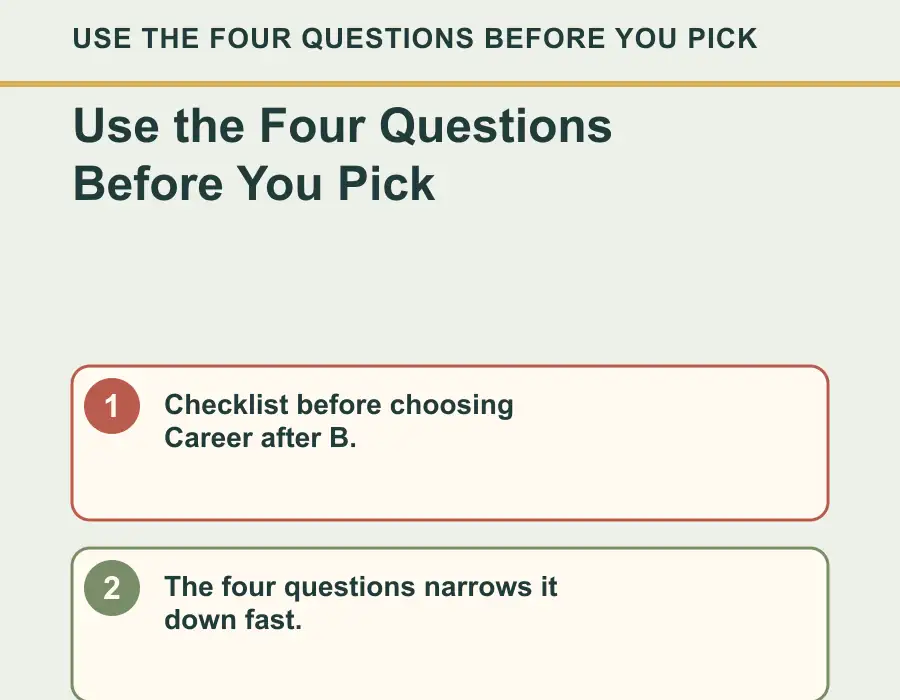 USE THE FOUR QUESTIONS BEFORE YOU PICK
Use the Four Questions
Before You Pick
1
Checklist before choosing
Career after B.
2
The four questions narrows it
down fast.